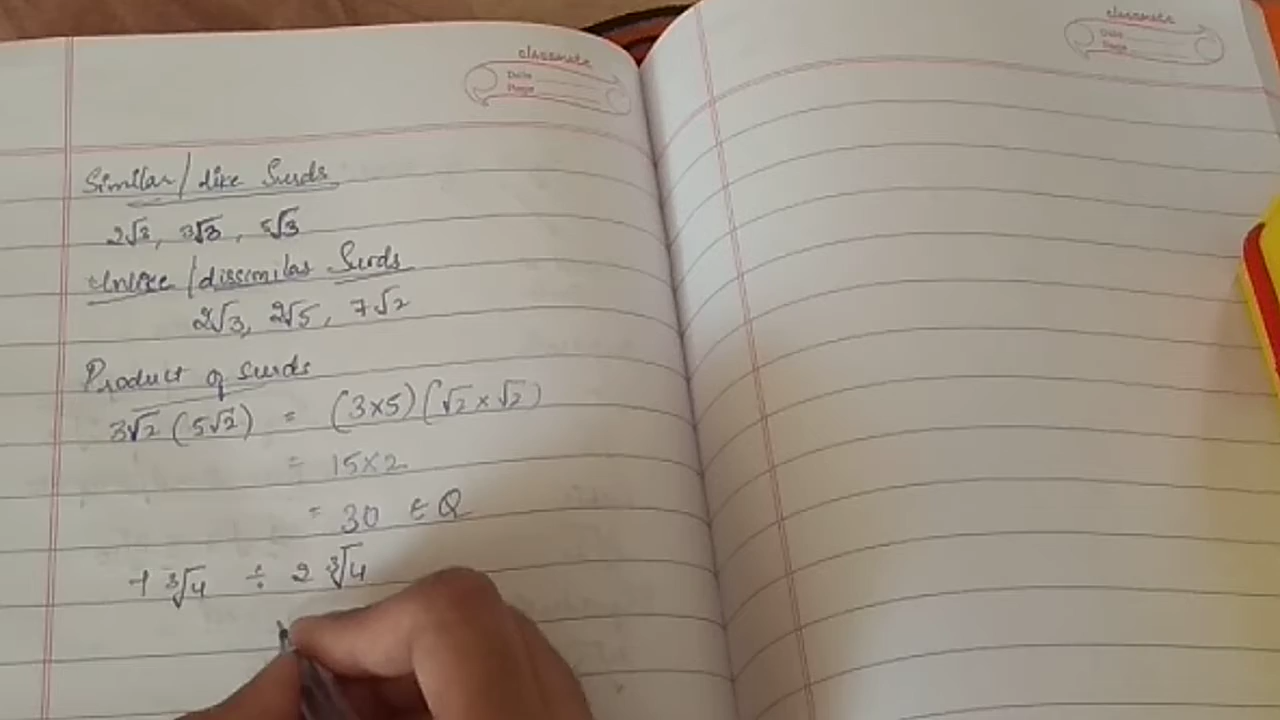 classmate
Date
Page
classmate
Date
Page
Similar/like Surds
2√3, 3√3, 5√3
Unlike/dissimilar Surds
2√3, 2√5, 7√2
Product of Surds
3√2 (5√2) = (3×5)(√2×√2)
= 15×2
= 30 ∈ Q
∛4 ÷ 2∛4